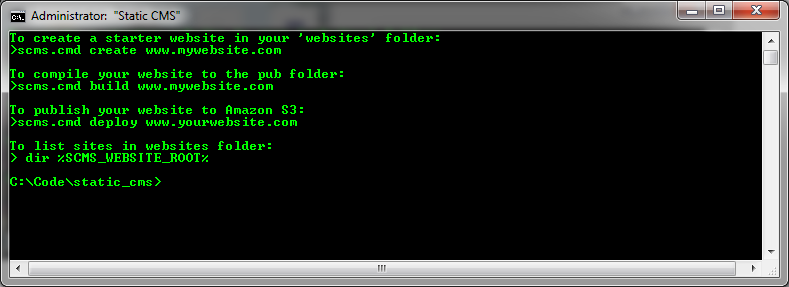 Administrator: "Static CMS"
To create a starter website in your 'websites' folder:
>scms.cmd create www.mywebsite.com
To compile your website to the pub folder:
>scms.cmd build www.mywebsite.com
To publish your website to Amazon S3:
>scms.cmd deploy www.yourwebsite.com
To list sites in websites folder:
> dir %SCMS_WEBSITE_ROOT%
C:\Code\static_cms>